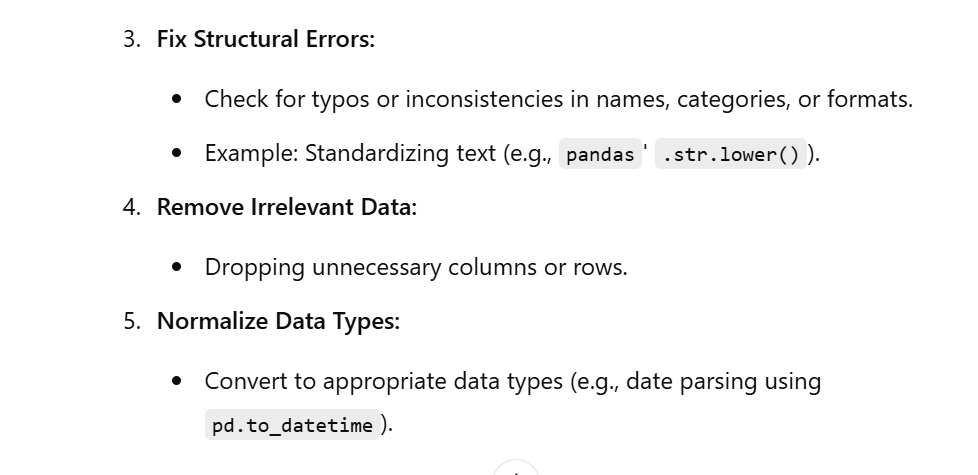 3. Fix Structural Errors:
• Check for typos or inconsistencies in names, categories, or formats.
• Example: Standardizing text (e.g., pandas ' .str.lower() ).
4. Remove Irrelevant Data:
• Dropping unnecessary columns or rows.
5. Normalize Data Types:
• Convert to appropriate data types (e.g., date parsing using
pd.to_datetime ).